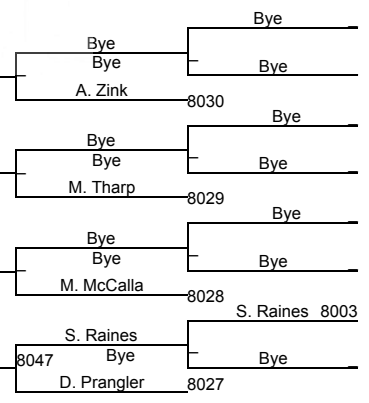 Bye
Bye
Bye
Bye
A. Zink
8030
Bye
Bye
Bye
Bye
M. Tharp
8029
Bye
Bye
Bye
Bye
M. McCalla
8028
S. Raines 8003
S. Raines
8047 Bye
Bye
D. Prangler
8027